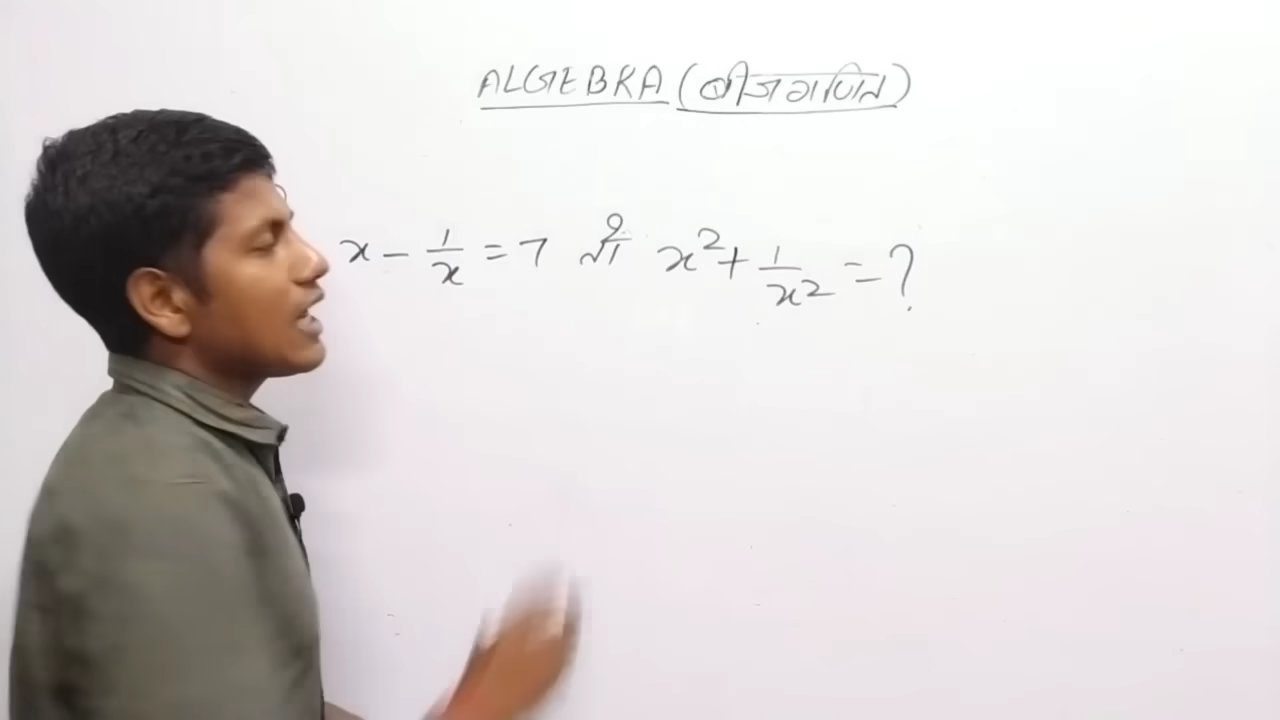 ALGEBRA (बीजगणित)
x - 1/x = 7 तो x² + 1/x² = ?